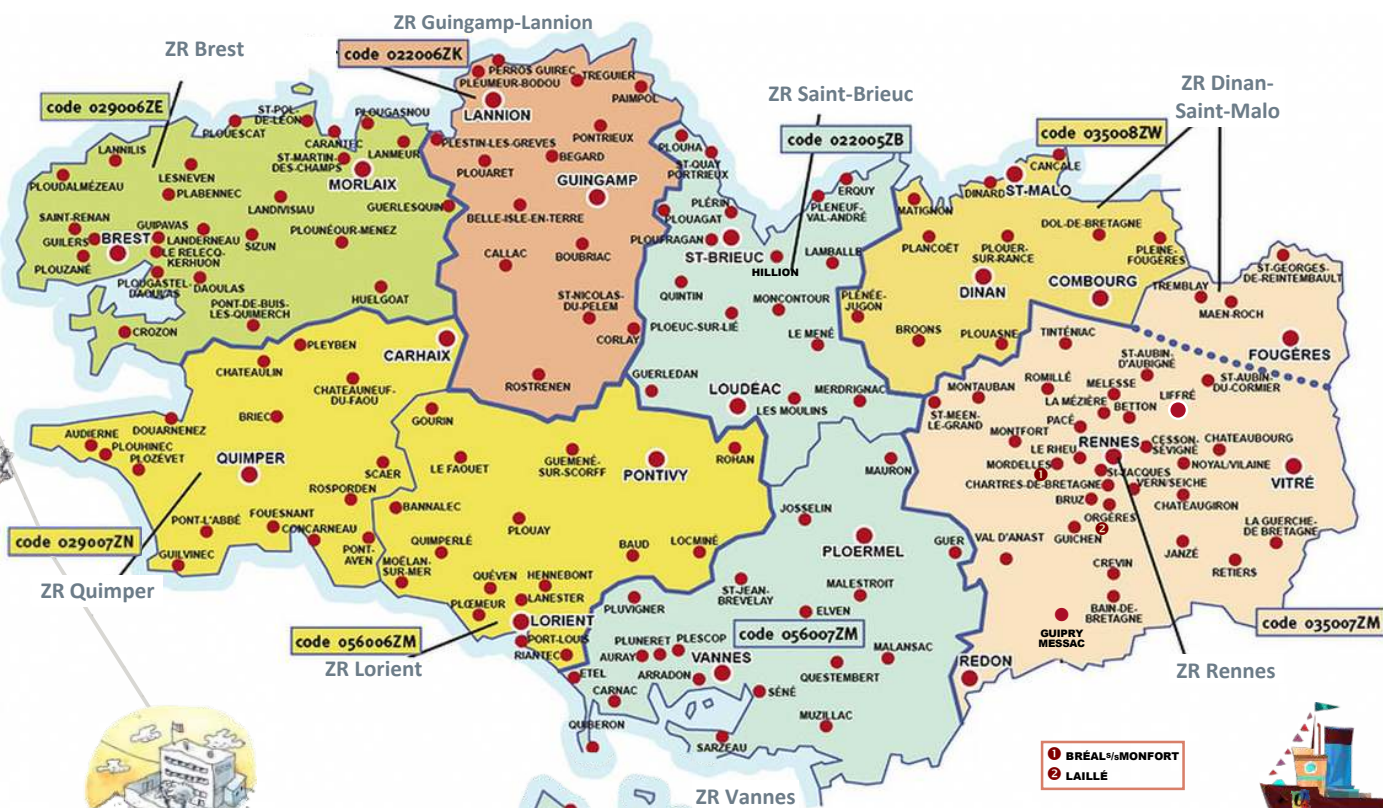 ZR Guingamp-Lannion
ZR Brest
code 022006ZK
code 029006ZE
ZR Saint-Brieuc
code 022005ZB
ZR Dinan-
Saint-Malo
code 035008ZW
PERROS GUIREC
PLEUMEUR-BODOU
TREGUIER
PAIMPOL
LANNION
PLESTIN-LES-GREVES
PONTRIEUX
BEGARD
PLOUARET
GUINGAMP
BELLE-ISLE-EN-TERRE
CALLAC
BOUBRIAC
ST-NICOLAS-
DU-PELEM
CORLAY
ROSTRENEN
PLOUESCAT
ST-POL-
DE-LÉON
PLOUGASNOU
CARANTEC
LANMEUR
ST-MARTIN-
DES-CHAMPS
MORLAIX
LANNILIS
LESNEVEN
PLOUDALMÉZEAU
PLABENNEC
LANDIVISIAU
GUERLESQUIN
SAINT-RENAN
GUIPAVAS
PLOUNÉOUR-MENEZ
GUILERS
BREST
LANDERNEAU
SIZUN
LE RELECQ-
KERHUON
PLOUZANÉ
PLOUGASTEL-
DAOULAS
DAOULAS
PONT-DE-BUIS-
LES-QUIMERCH
HUELGOAT
CROZON
PLOUHA
ST-QUAY
PORTRIEUX
ERQUY
PLÉRIN
PLENEUF-
VAL-ANDRÉ
PLOUAGAT
PLOUFRAGAN
ST-BRIEUC
LAMBALLE
HILLION
QUINTIN
MONCONTOUR
PLOEUC-SUR-LIÉ
LE MENÉ
GUERLEDAN
LOUDÉAC
MERDRIGNAC
LES MOULINS
CANCALE
DINARD
ST-MALO
MATIGNON
DOL-DE-BRETAGNE
PLANCOËT
PLOUER-
SUR-RANCE
PLEINE-
FOUGÈRES
DINAN
COMBOURG
PLÉNÉE-
JUGON
BROONS
PLOUASNE
ST-GEORGES-
DE-REINTEMBAULT
TREMBLAY
MAEN-ROCH
FOUGÈRES
TINTÉNIAC
ST-AUBIN-
D'AUBIGNÉ
ST-AUBIN-
DU-CORMIER
MONTAUBAN
ROMILLÉ
MELESSE
LIFFRÉ
LA MÉZIÈRE
BETTON
ST-MEEN-
LE-GRAND
MONTFORT
PACÉ
RENNES
CESSON-
SÉVIGNÉ
CHATEAUBOURG
LE RHEU
MORDELLES
ST-JACQUES
NOYAL/VILAINE
VITRÉ
CHARTRES-DE-BRETAGNE
VERN/SEICHE
BRUZ
CHATEAUGIRON
ORGÈRES
GUICHEN
LA GUERCHE-
DE BRETAGNE
VAL D'ANAST
JANZÉ
CREVIN
RETIERS
BAIN-DE-
BRETAGNE
GUIPRY
MESSAC
REDON
code 035007ZM
ZR Rennes
PLEYBEN
CARHAIX
CHATEAULIN
CHATEAUNEUF-
DU-FAOU
BRIEC
DOUARNENEZ
AUDIERNE
PLOUHINEC
PLOZÉVET
QUIMPER
SCAER
ROSPORDEN
PONT-L'ABBÉ
FOUESNANT
CONCARNEAU
GUILVINEC
PONT-
AVEN
code 029007ZN
ZR Quimper
GOURIN
LE FAOUET
GUEMENÉ-
SUR-SCORFF
PONTIVY
ROHAN
BANNALEC
PLOUAY
QUIMPERLÉ
BAUD
LOCMINÉ
MOËLAN-
SUR-MER
QUÉVEN
HENNEBONT
PLŒMEUR
LANESTER
LORIENT
PORT-LOUIS
RIANTEC
code 056006ZM
ZR Lorient
MAURON
JOSSELIN
PLOERMEL
GUER
ST-JEAN-
BREVELAY
MALESTROIT
PLUVIGNER
ELVEN
PLUNERET
PLESCOP
code 056007ZM
AURAY
VANNES
MALANSAC
ETEL
ARRADON
QUESTEMBERT
CARNAC
SÉNÉ
QUIBERON
MUZILLAC
SARZEAU
ZR Vannes
1
2
1 BRÉALs/sMONFORT
2 LAILLÉ